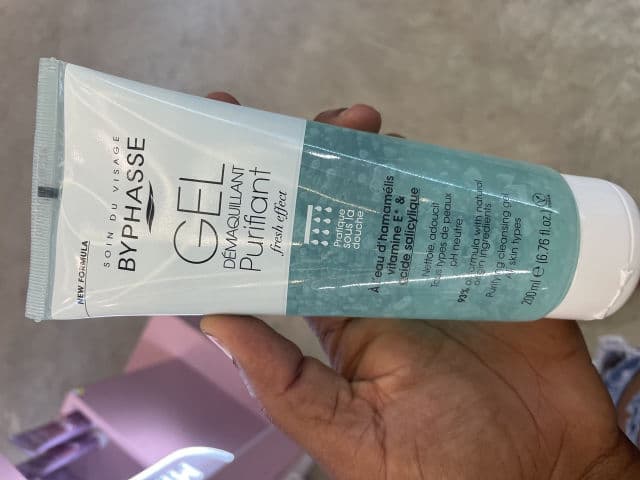 NEW FORMULA
SOIN DU VISAGE
BYPHASSE
GEL
DÉMAQUILLANT
Purifiant
fresh effect
Pratique
sous la
douche
À l'eau d'hamamélis
vitamine E* &
acide salicylique
Nettoie, adoucit
Tous types de peaux
pH neutre
93% of formula with natural
origin ingredients
Purifying cleansing gel
All skin types
200 ml ℮ (6.76 fl.oz.)